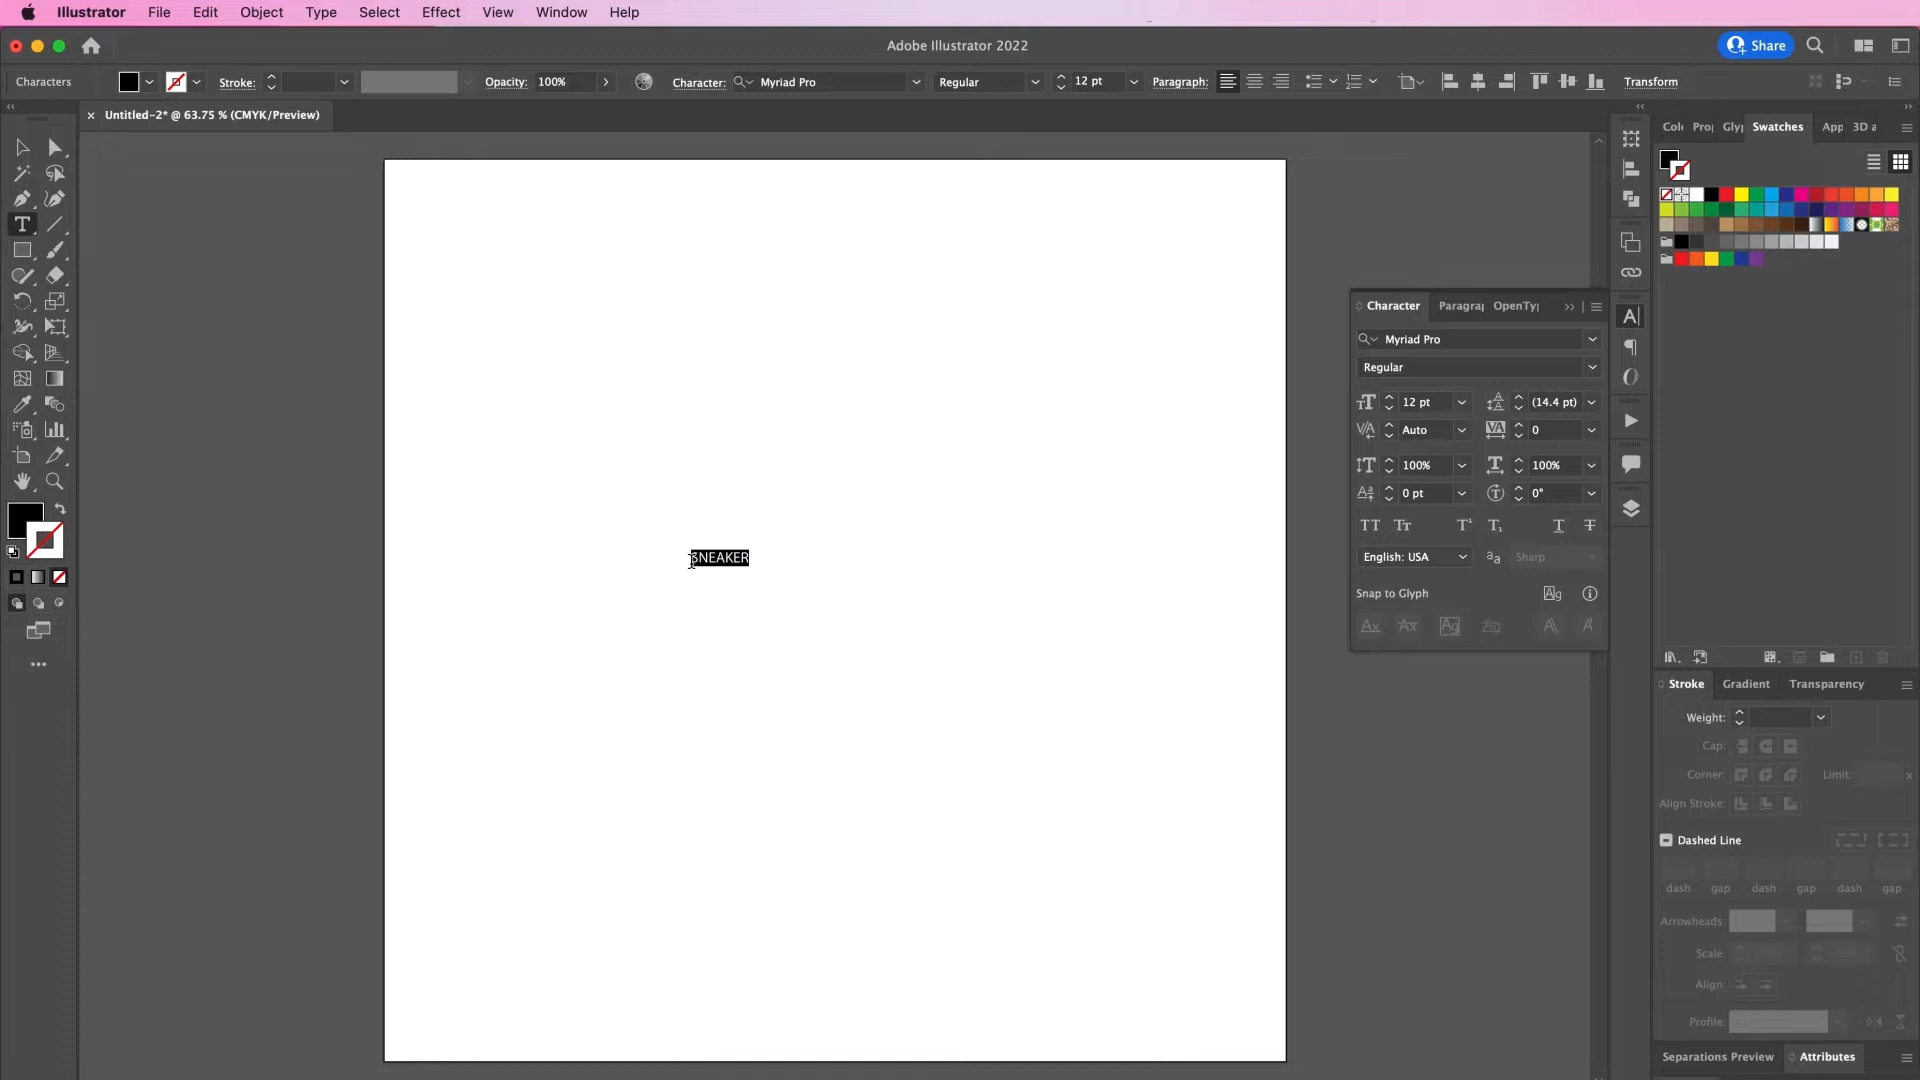 Illustrator File Edit Object Type Select Effect View Window Help
Adobe Illustrator 2022
Share
Characters Stroke: Opacity: 100% Character: Myriad Pro Regular 12 pt Paragraph: Transform
Untitled-2* @ 63.75 % (CMYK/Preview)
Swatches
Character
Myriad Pro
Regular
12 pt (14.4 pt)
Auto 0
100% 100%
0 pt 0°
English: USA Sharp
Snap to Glyph
SNEAKER
Stroke Gradient Transparency
Weight:
Cap:
Corner: Limit: x
Align Stroke:
Dashed Line
dash gap dash gap dash gap
Arrowheads:
Scale:
Align:
Profile:
Separations Preview Attributes